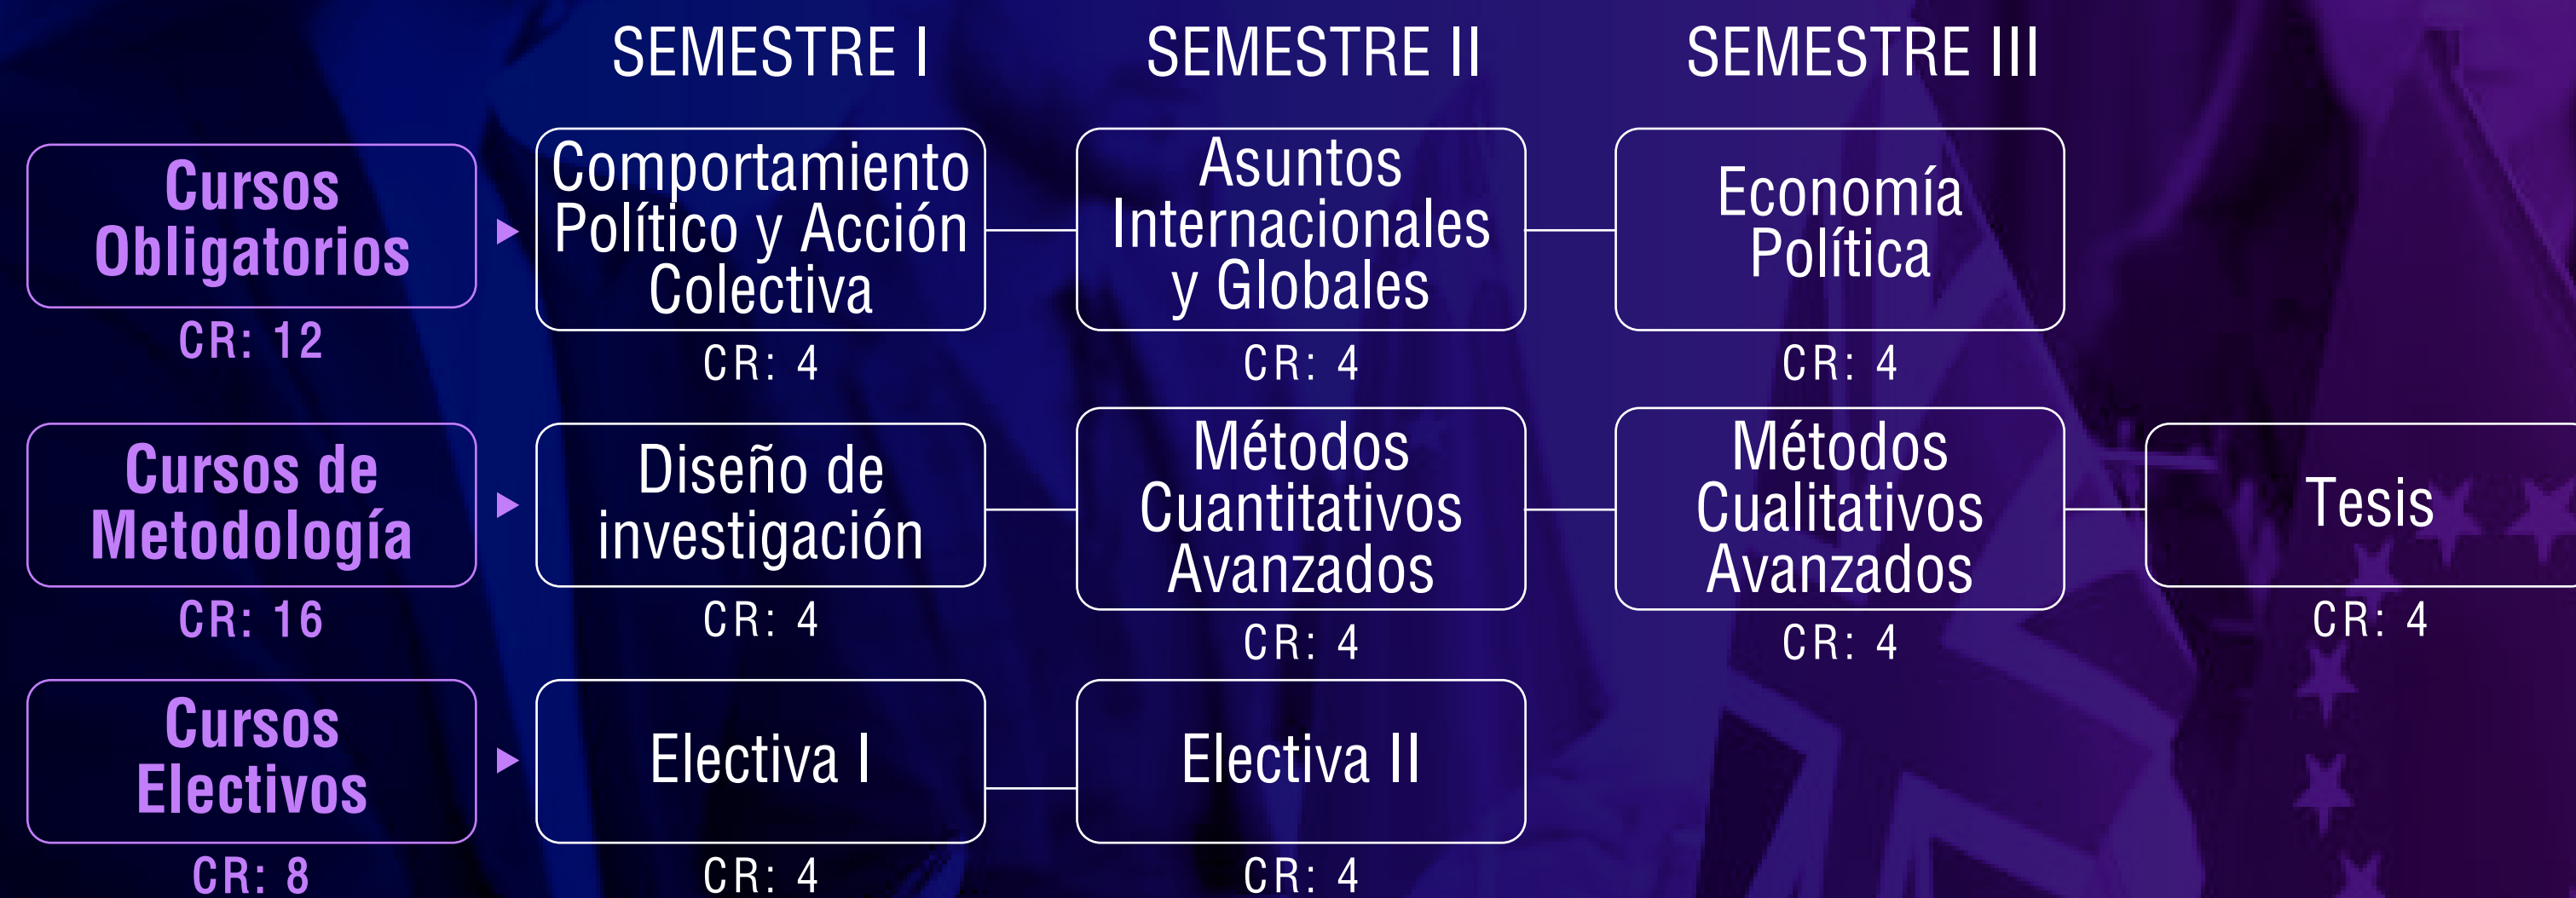 SEMESTRE I
SEMESTRE II
SEMESTRE III
Cursos
Obligatorios
CR: 12
Comportamiento
Político y Acción
Colectiva
CR: 4
Asuntos
Internacionales
y Globales
CR: 4
Economía
Política
CR: 4
Cursos de
Metodología
CR: 16
Diseño de
investigación
CR: 4
Métodos
Cuantitativos
Avanzados
CR: 4
Métodos
Cualitativos
Avanzados
CR: 4
Tesis
CR: 4
Cursos
Electivos
CR: 8
Electiva I
CR: 4
Electiva II
CR: 4